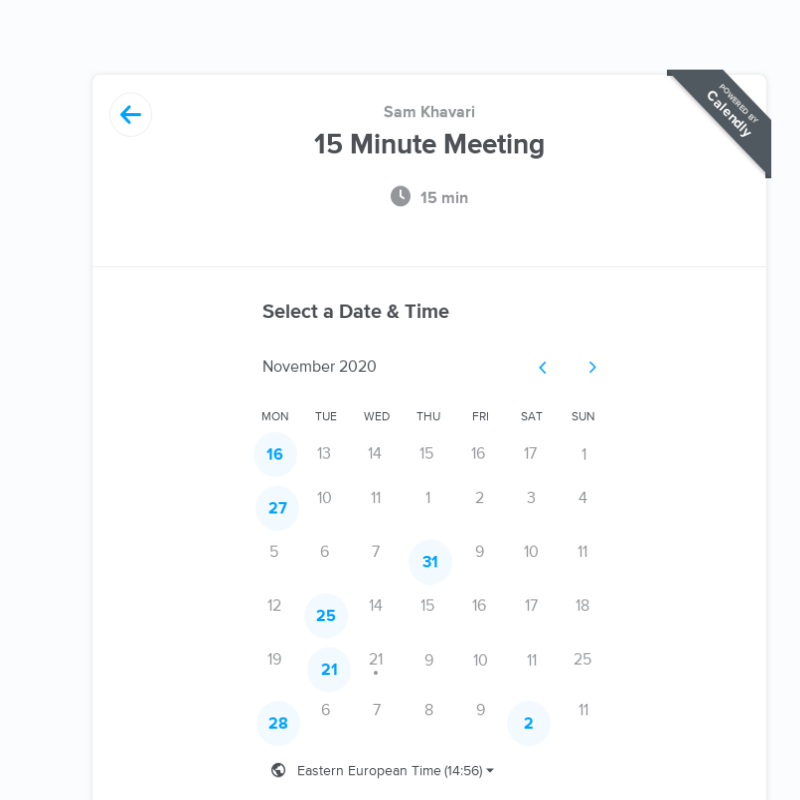 POWERED BY
Calendly
Sam Khavari
15 Minute Meeting
15 min
Select a Date & Time
November 2020
MON TUE WED THU FRI SAT SUN
16 13 14 15 16 17 1
27 10 11 1 2 3 4
5 6 7 31 9 10 11
12 25 14 15 16 17 18
19 21 21 9 10 11 25
28 6 7 8 9 2 11
Eastern European Time (14:56)